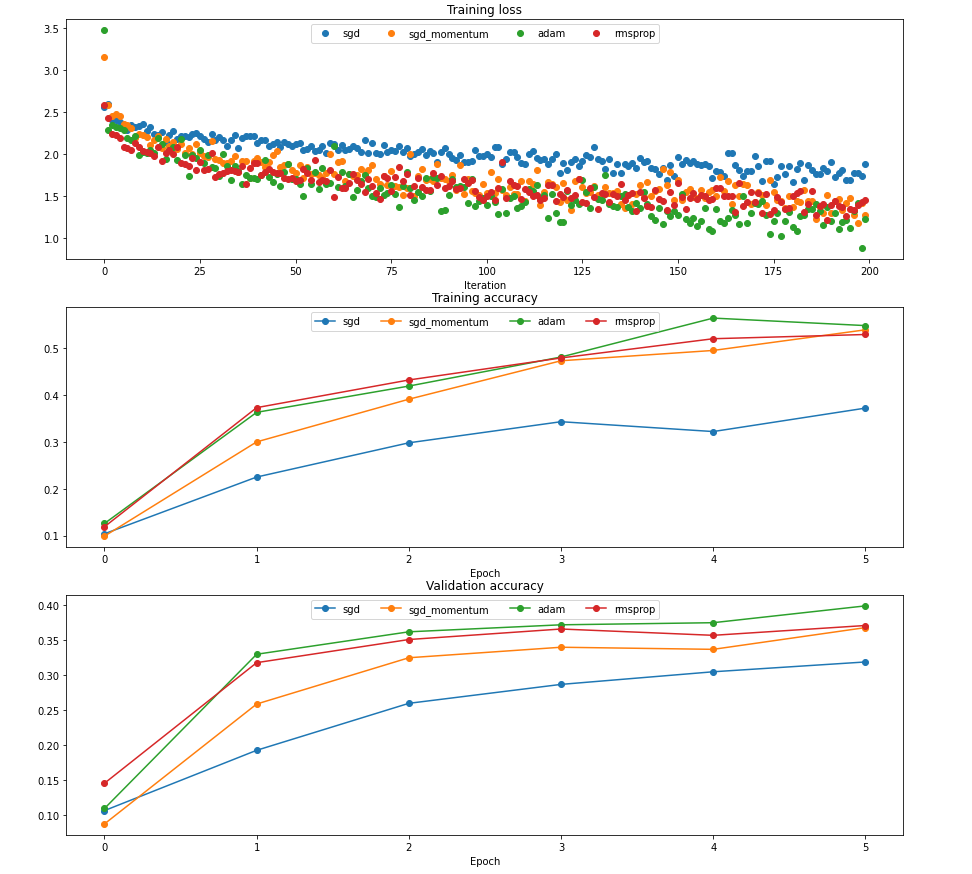 Training loss
sgd sgd_momentum adam rmsprop
3.5
3.0
2.5
2.0
1.5
1.0
0 25 50 75 100 125 150 175 200
Iteration
Training accuracy
sgd sgd_momentum adam rmsprop
0.5
0.4
0.3
0.2
0.1
0 1 2 3 4 5
Epoch
Validation accuracy
sgd sgd_momentum adam rmsprop
0.40
0.35
0.30
0.25
0.20
0.15
0.10
0 1 2 3 4 5
Epoch